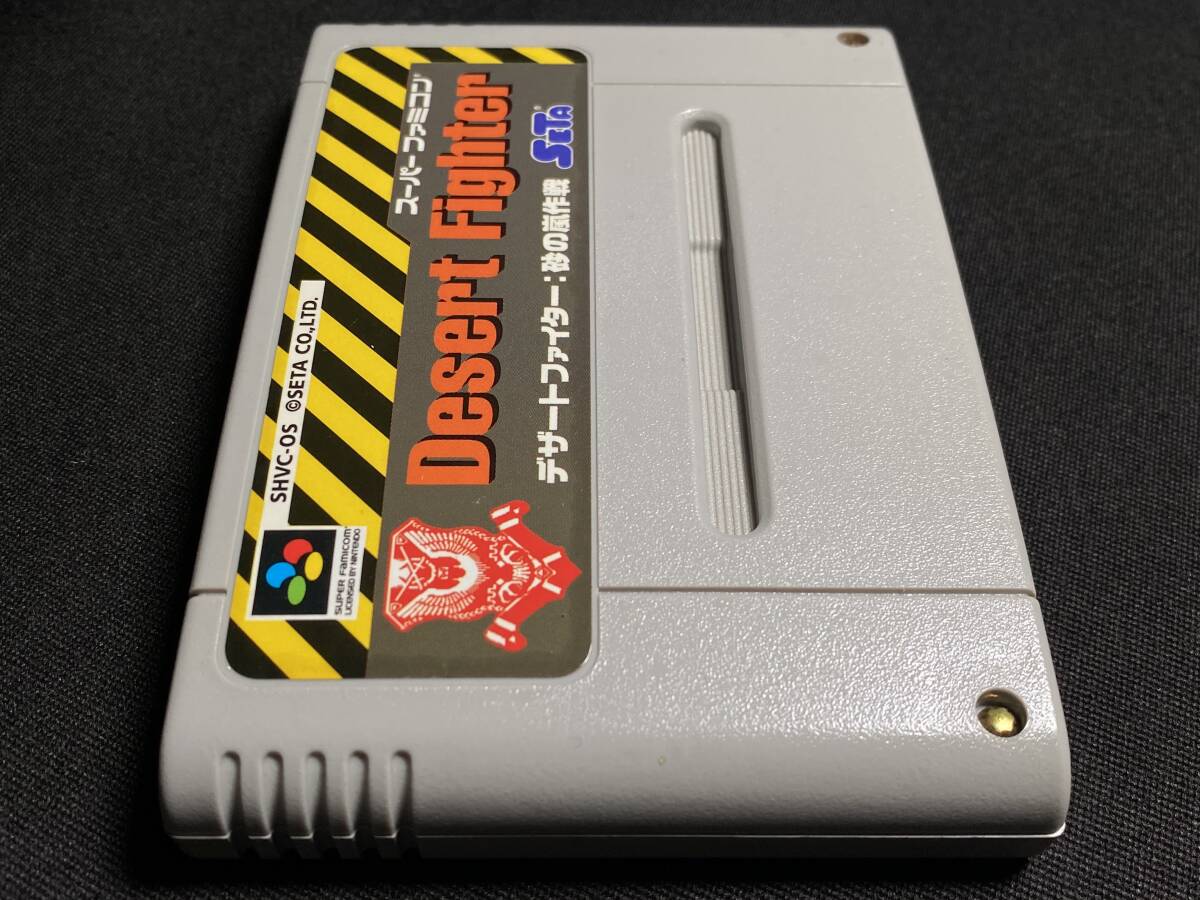 SHVC-OS ©SETA CO.,LTD.
スーパーファミコン
Desert Fighter
デザートファイター:砂の嵐作戦
SETA
SUPER FAMICOM
LICENSED BY NINTENDO